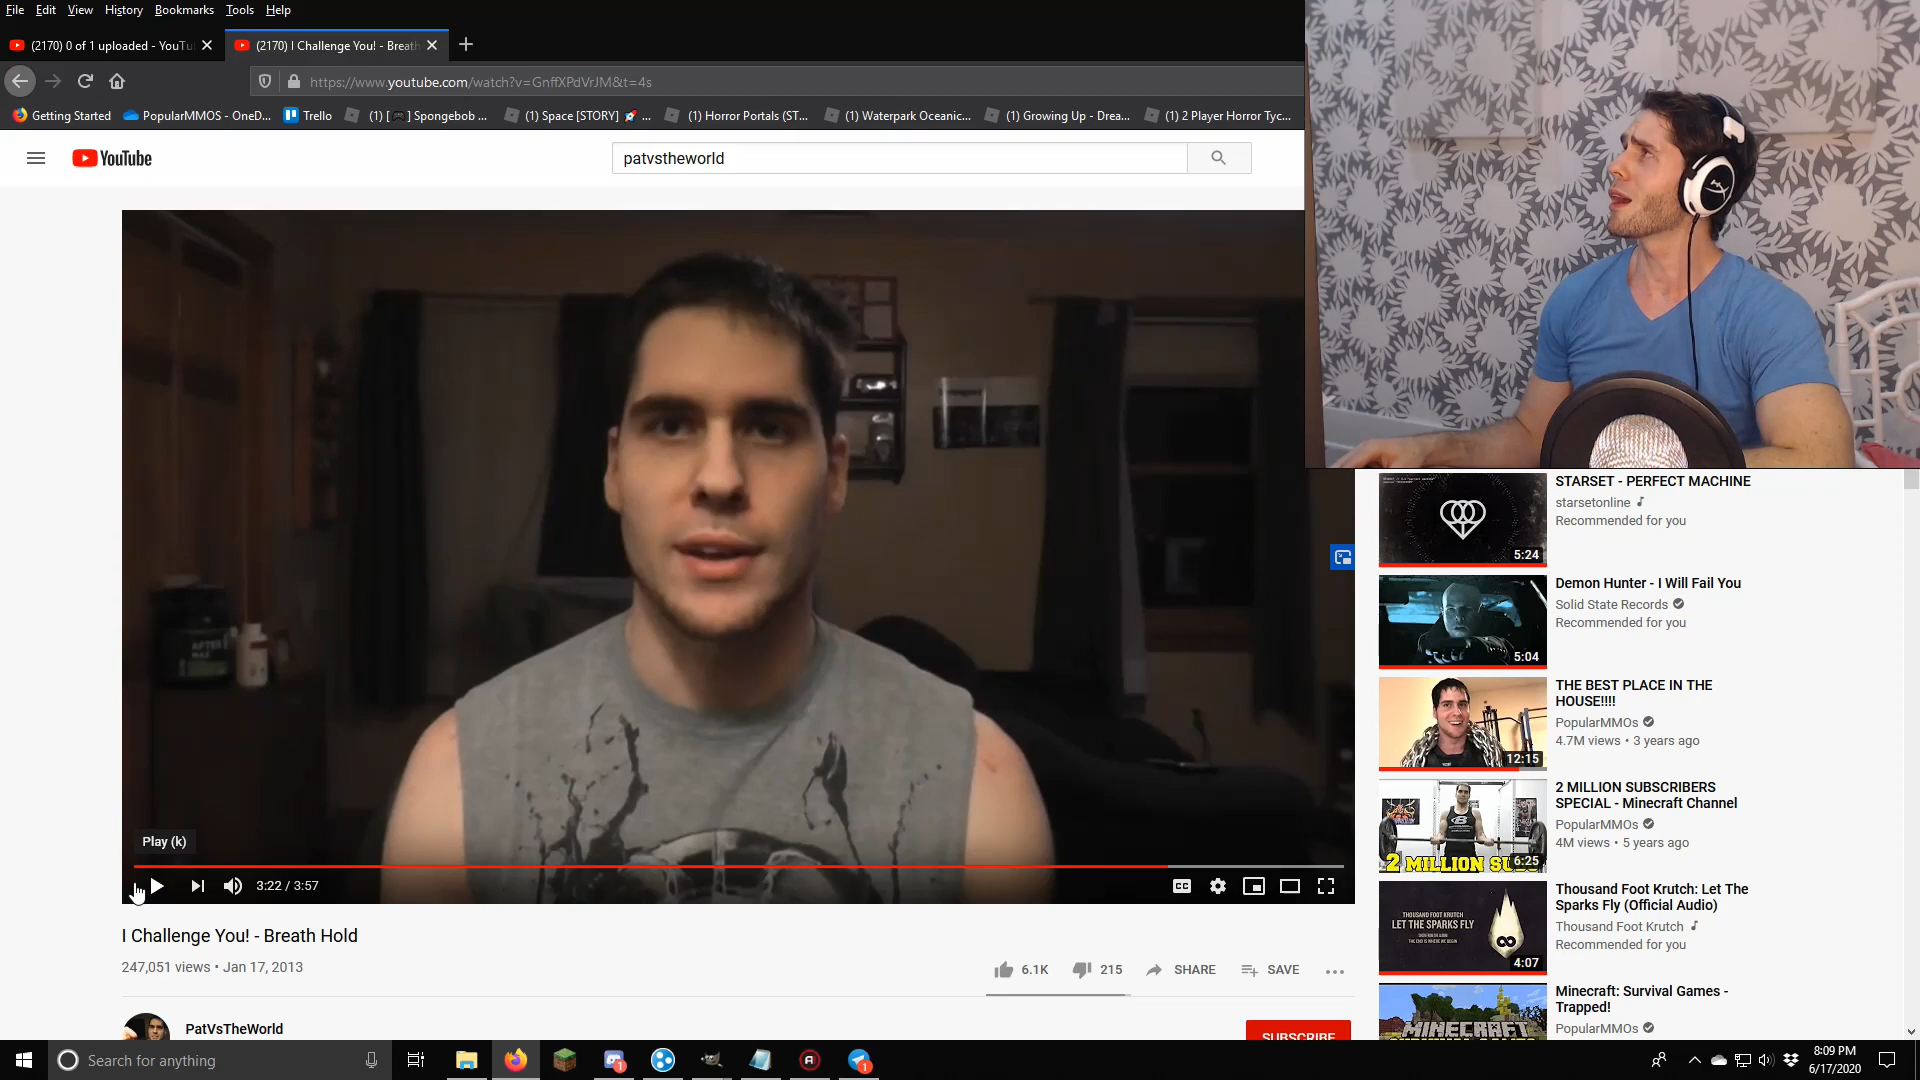 File Edit View History Bookmarks Tools Help
(2170) 0 of 1 uploaded - YouTu
(2170) I Challenge You! - Breath
https://www.youtube.com/watch?v=GnffXPdVrJM&t=4s
Getting Started
PopularMMOS - OneD...
Trello
(1) [🎮] Spongebob ...
(1) Space [STORY] 🚀 ...
(1) Horror Portals (ST...
(1) Waterpark Oceanic...
(1) Growing Up - Drea...
(1) 2 Player Horror Tyc...
YouTube
patvstheworld
Play (k)
3:22 / 3:57
CC
I Challenge You! - Breath Hold
247,051 views • Jan 17, 2013
6.1K
215
SHARE
SAVE
PatVsTheWorld
SUBSCRIBE
STARSET - PERFECT MACHINE
starsetonline
Recommended for you
5:24
Demon Hunter - I Will Fail You
Solid State Records
Recommended for you
5:04
THE BEST PLACE IN THE
HOUSE!!!!
PopularMMOs
4.7M views • 3 years ago
12:15
2 MILLION SUBSCRIBERS
SPECIAL - Minecraft Channel
PopularMMOs
4M views • 5 years ago
2 MILLION SU
6:25
Thousand Foot Krutch: Let The
Sparks Fly (Official Audio)
Thousand Foot Krutch
Recommended for you
THOUSAND FOOT KRUTCH
LET THE SPARKS FLY
4:07
Minecraft: Survival Games -
Trapped!
PopularMMOs
MINECRAFT
Search for anything
8:09 PM
6/17/2020